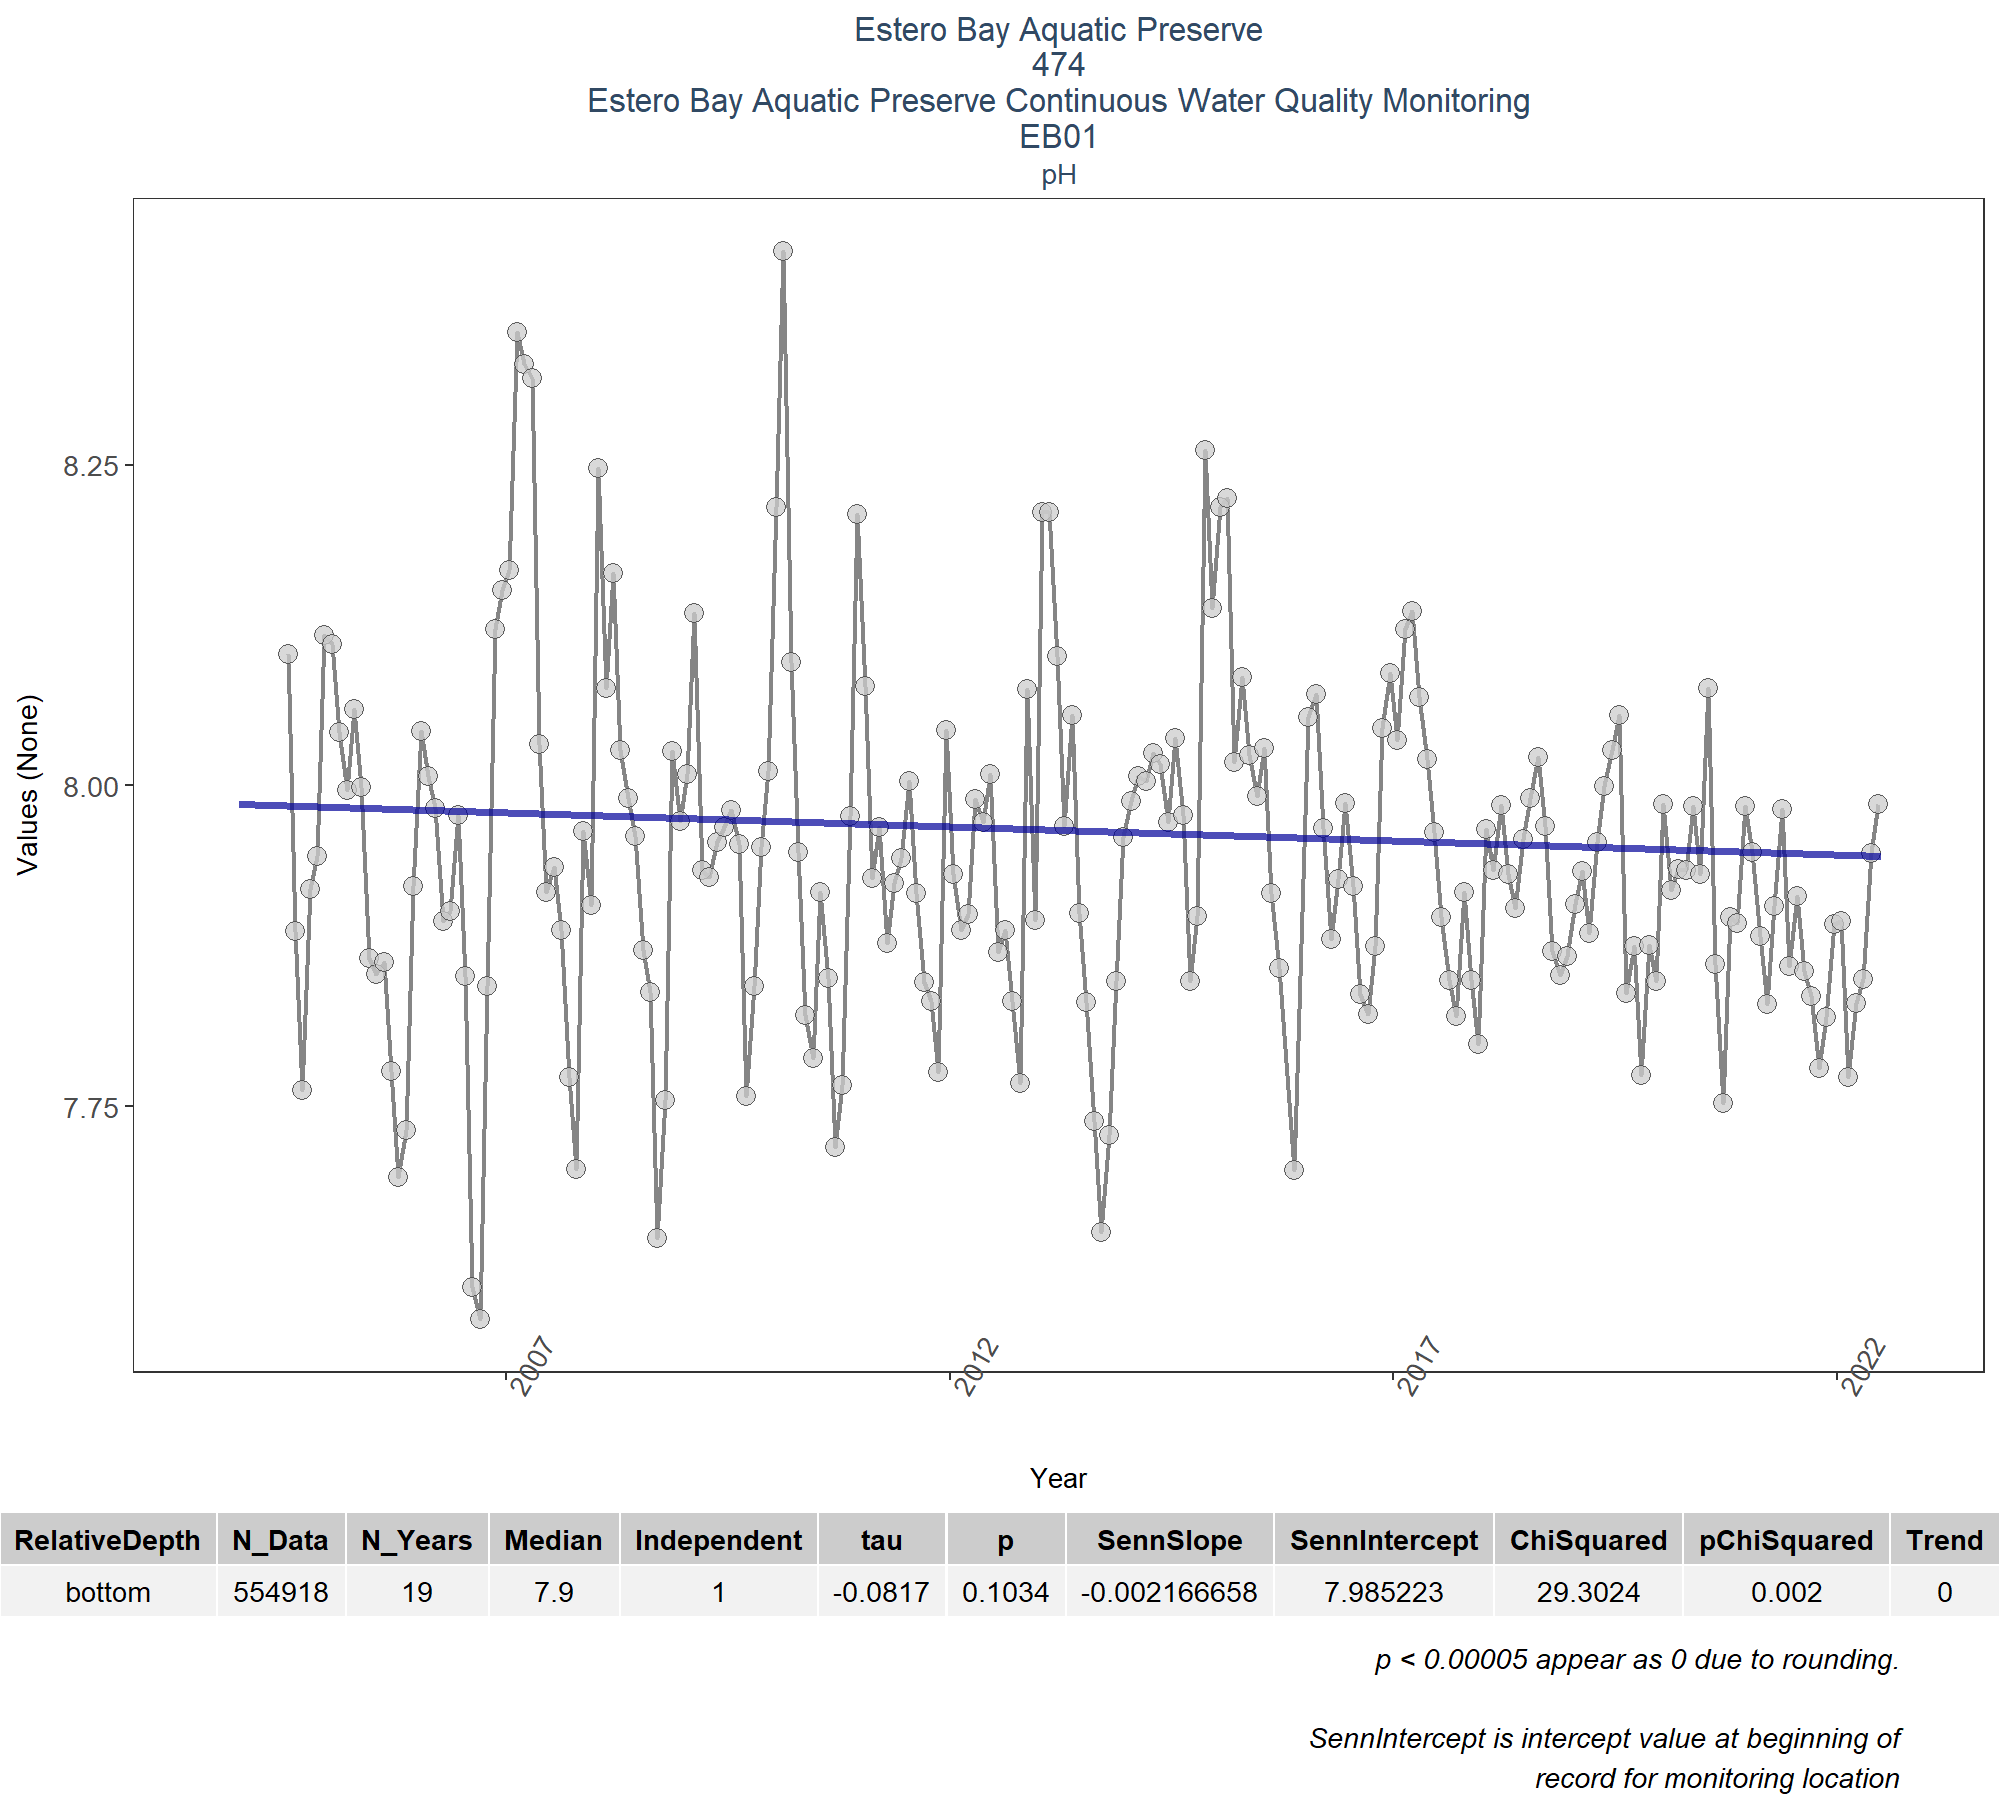 Estero Bay Aquatic Preserve
474
Estero Bay Aquatic Preserve Continuous Water Quality Monitoring
EB01
pH
Values (None)
8.25
8.00
7.75
2007 2012 2017 2022
Year
RelativeDepth N_Data N_Years Median Independent tau p SennSlope SennIntercept ChiSquared pChiSquared Trend
bottom 554918 19 7.9 1 -0.0817 0.1034 -0.002166658 7.985223 29.3024 0.002 0
p < 0.00005 appear as 0 due to rounding.
SennIntercept is intercept value at beginning of
record for monitoring location